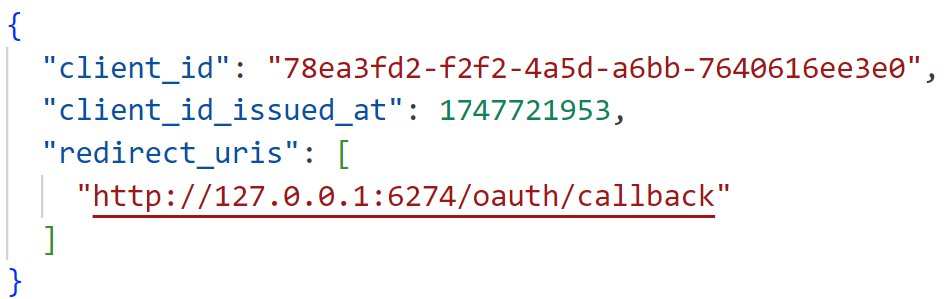 {
"client_id": "78ea3fd2-f2f2-4a5d-a6bb-7640616ee3e0",
"client_id_issued_at": 1747721953,
"redirect_uris": [
"http://127.0.0.1:6274/oauth/callback"
]
}